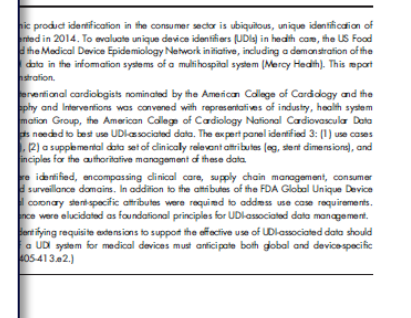 nic product identification in the consumer sector is ubiquitous, unique identification of
ented in 2014. To evaluate unique device identifiers (UDIs) in health care, the US Food
d the Medical Device Epidemiology Network initiative, including a demonstration of the
data in the information systems of a multihospital system (Mercy Health). This report
nstration.
terventional cardiologists nominated by the American College of Cardiology and the
aphy and Interventions was convened with representatives of industry, health system
mation Group, the American College of Cardiology National Cardiovascular Data
pts needed to best use UDI-associated data. The expert panel identified 3: (1) use cases
), (2) a supplemental data set of clinically relevant attributes (eg, stent dimensions), and
inciples for the authoritative management of these data.
re identified, encompassing clinical care, supply chain management, consumer
d surveillance domains. In addition to the attributes of the FDA Global Unique Device
l coronary stent-specific attributes were required to address use case requirements.
nce were elucidated as foundational principles for UDI-associated data management.
dentifying requisite extensions to support the effective use of UDI-associated data should
a UDI system for medical devices must anticipate both global and device-specific
405-413.e2.)